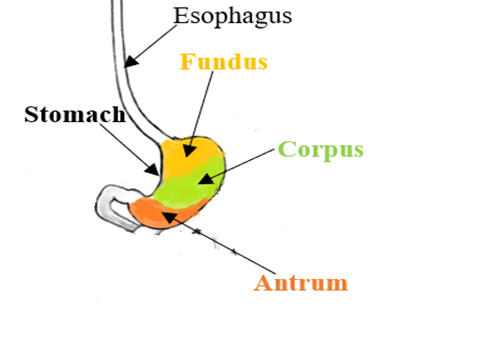 Esophagus
Fundus
Stomach
Corpus
Antrum